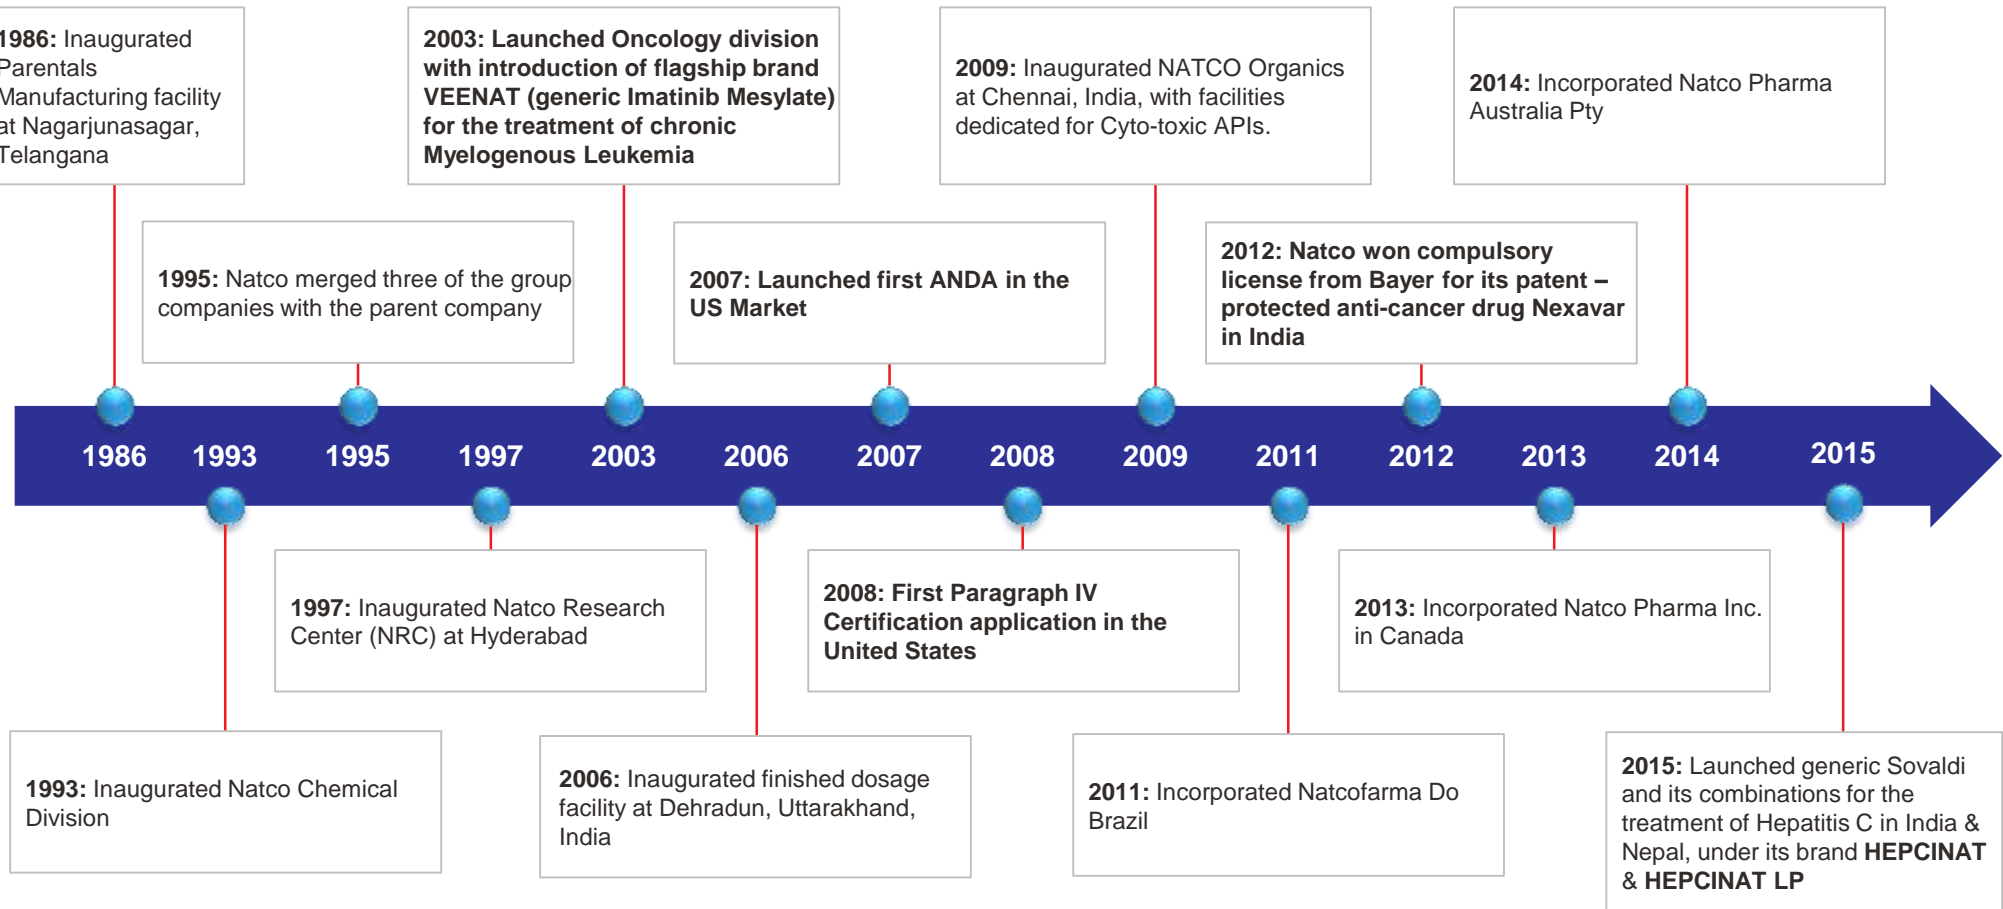 1986: Inaugurated
Parentals
Manufacturing facility
at Nagarjunasagar,
Telangana
2003: Launched Oncology division
with introduction of flagship brand
VEENAT (generic Imatinib Mesylate)
for the treatment of chronic
Myelogenous Leukemia
2009: Inaugurated NATCO Organics
at Chennai, India, with facilities
dedicated for Cyto-toxic APIs.
2014: Incorporated Natco Pharma
Australia Pty
1995: Natco merged three of the group
companies with the parent company
2007: Launched first ANDA in the
US Market
2012: Natco won compulsory
license from Bayer for its patent –
protected anti-cancer drug Nexavar
in India
1986 1993 1995 1997 2003 2006 2007 2008 2009 2011 2012 2013 2014 2015
1997: Inaugurated Natco Research
Center (NRC) at Hyderabad
2008: First Paragraph IV
Certification application in the
United States
2013: Incorporated Natco Pharma Inc.
in Canada
1993: Inaugurated Natco Chemical
Division
2006: Inaugurated finished dosage
facility at Dehradun, Uttarakhand,
India
2011: Incorporated Natcofarma Do
Brazil
2015: Launched generic Sovaldi
and its combinations for the
treatment of Hepatitis C in India &
Nepal, under its brand HEPCINAT
& HEPCINAT LP